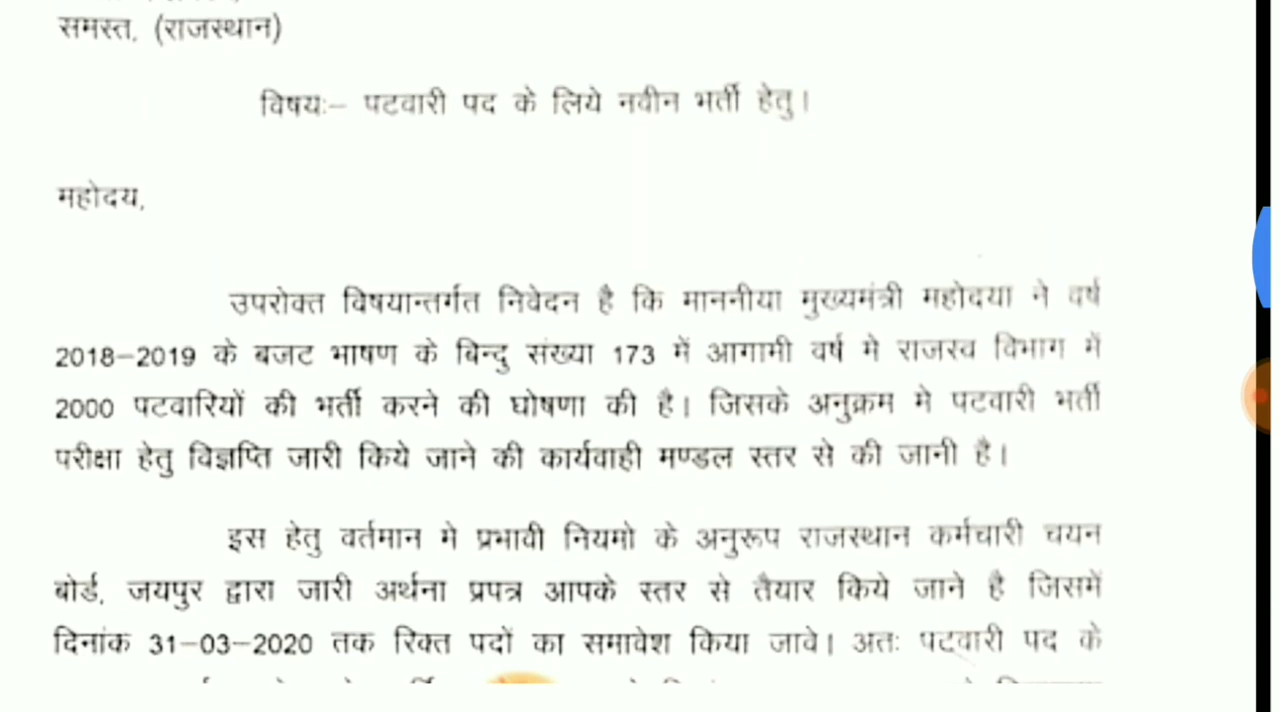 समस्त, (राजस्थान)
विषयः– पटवारी पद के लिये नवीन भर्ती हेतु।
महोदय,
उपरोक्त विषयान्तर्गत निवेदन है कि माननीया मुख्यमंत्री महोदया ने वर्ष
2018–2019 के बजट भाषण के बिन्दु संख्या 173 में आगामी वर्ष मे राजस्व विभाग में
2000 पटवारियों की भर्ती करने की घोषणा की है। जिसके अनुक्रम मे पटवारी भर्ती
परीक्षा हेतु विज्ञप्ति जारी किये जाने की कार्यवाही मण्डल स्तर से की जानी है।
इस हेतु वर्तमान मे प्रभावी नियमो के अनुरूप राजस्थान कर्मचारी चयन
बोर्ड, जयपुर द्वारा जारी अर्थना प्रपत्र आपके स्तर से तैयार किये जाने है जिसमें
दिनांक 31–03–2020 तक रिक्त पदों का समावेश किया जावे। अतः पटवारी पद के